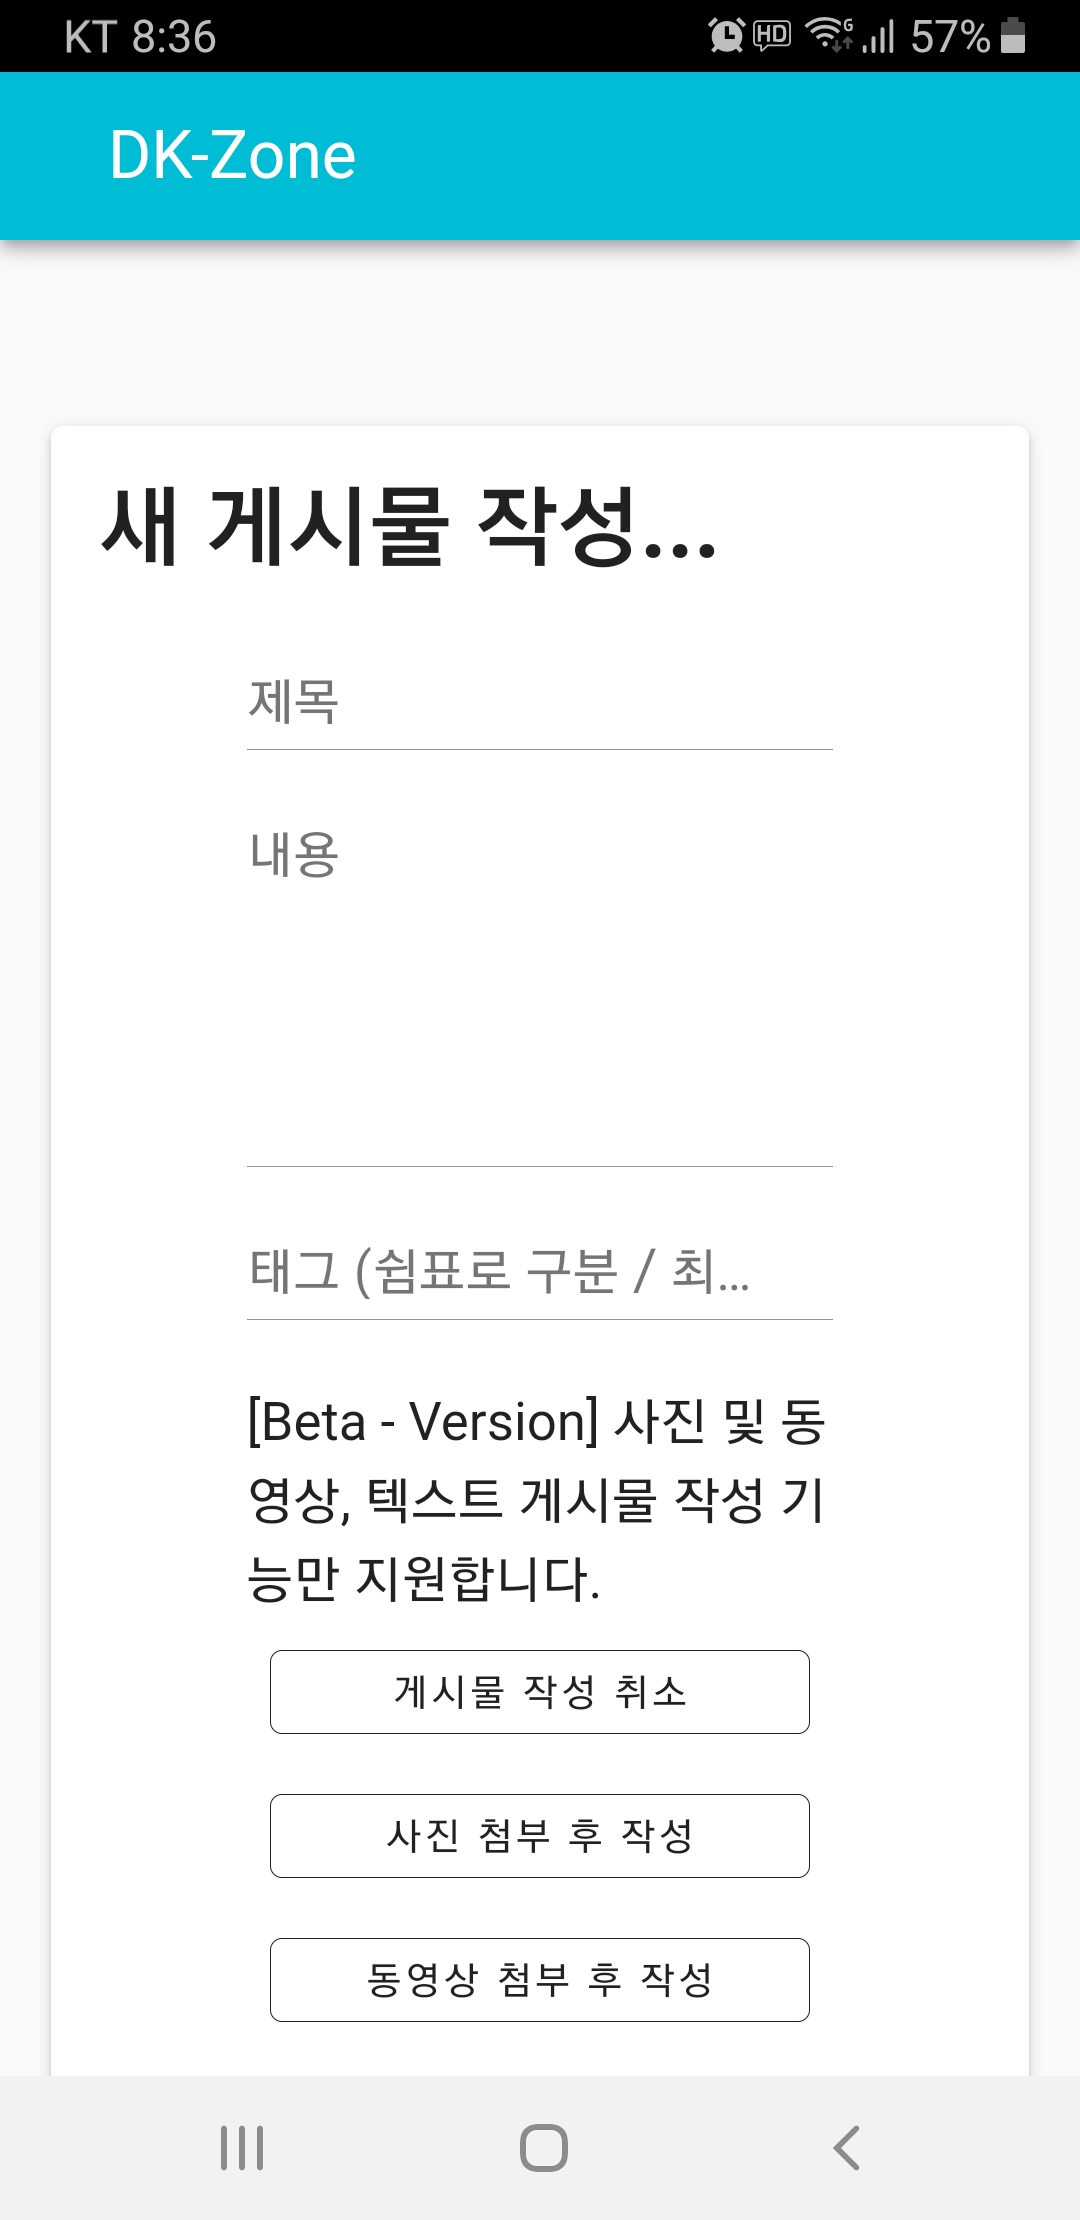 KT 8:36
HD G 57%
DK-Zone
새 게시물 작성...
제목
내용
태그 (쉼표로 구분 / 최...
[Beta - Version] 사진 및 동
영상, 텍스트 게시물 작성 기
능만 지원합니다.
게시물 작성 취소
사진 첨부 후 작성
동영상 첨부 후 작성